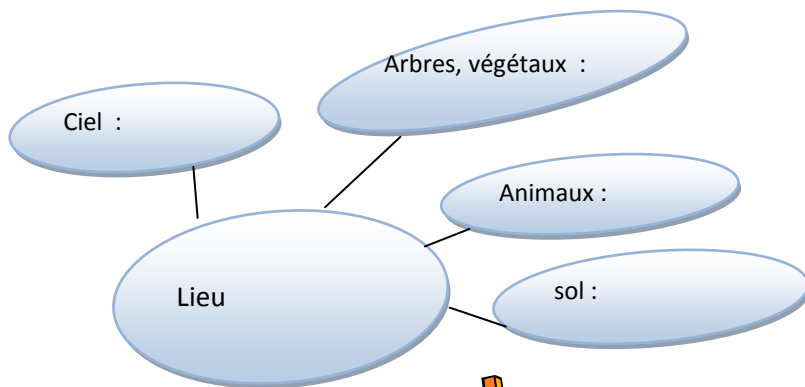 Arbres, végétaux :
Ciel :
Animaux :
sol :
Lieu